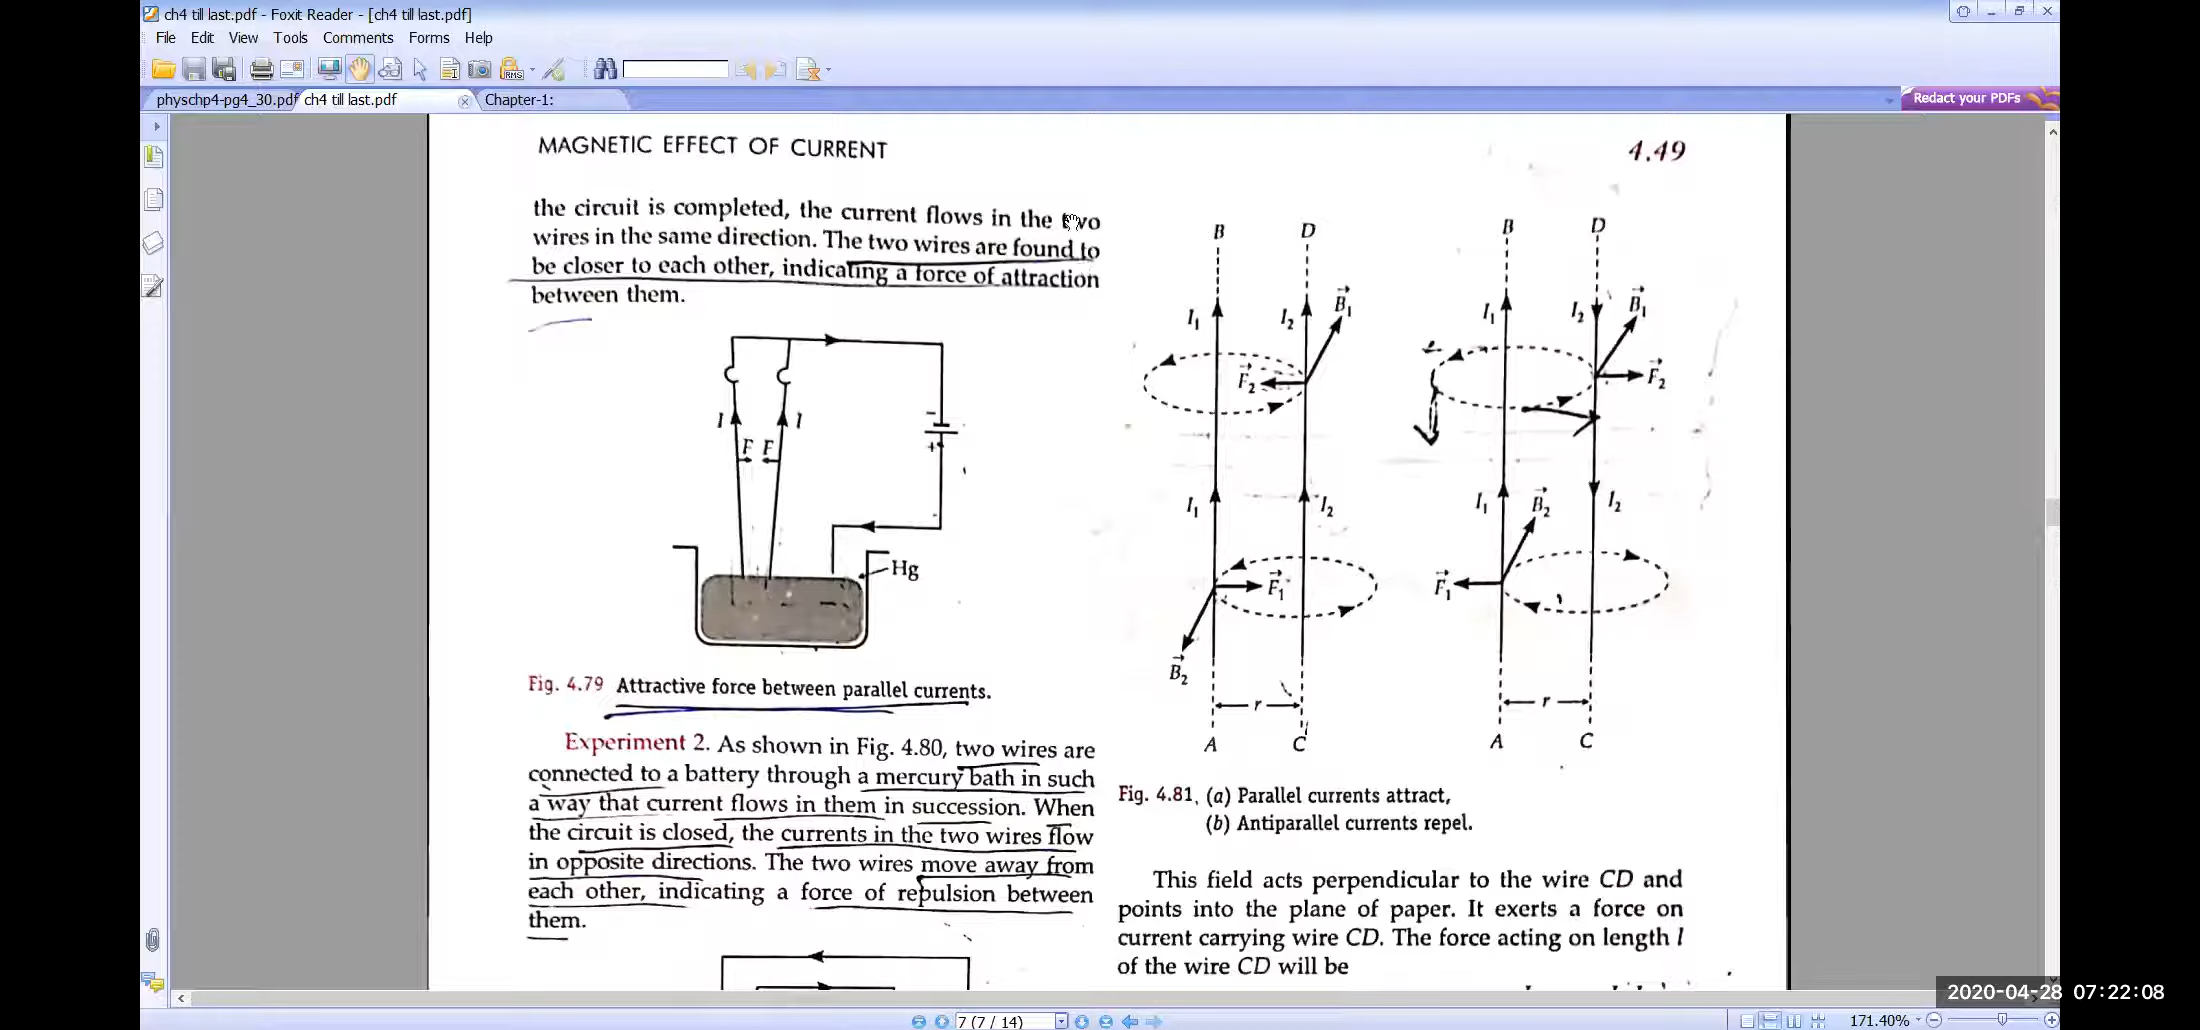 ch4 till last.pdf - Foxit Reader - [ch4 till last.pdf]
File Edit View Tools Comments Forms Help
physchp4-pg4_30.pdf ch4 till last.pdf Chapter-1:
Redact your PDFs
MAGNETIC EFFECT OF CURRENT
4.49
the circuit is completed, the current flows in the two
wires in the same direction. The two wires are found to
be closer to each other, indicating a force of attraction
between them.
I I
F F
- +
Hg
Fig. 4.79 Attractive force between parallel currents.
Experiment 2. As shown in Fig. 4.80, two wires are
connected to a battery through a mercury bath in such
a way that current flows in them in succession. When
the circuit is closed, the currents in the two wires flow
in opposite directions. The two wires move away from
each other, indicating a force of repulsion between
them.
B D B D
I₁ I₂ B⃗₁ I₁ I₂ B⃗₁
F⃗₂ F⃗₂
I₁ I₂ I₁ B⃗₂ I₂
F⃗₁ F⃗₁
B⃗₂
r r
A C A C
Fig. 4.81, (a) Parallel currents attract,
(b) Antiparallel currents repel.
This field acts perpendicular to the wire CD and
points into the plane of paper. It exerts a force on
current carrying wire CD. The force acting on length l
of the wire CD will be
2020-04-28 07:22:08
7 (7 / 14)
171.40%